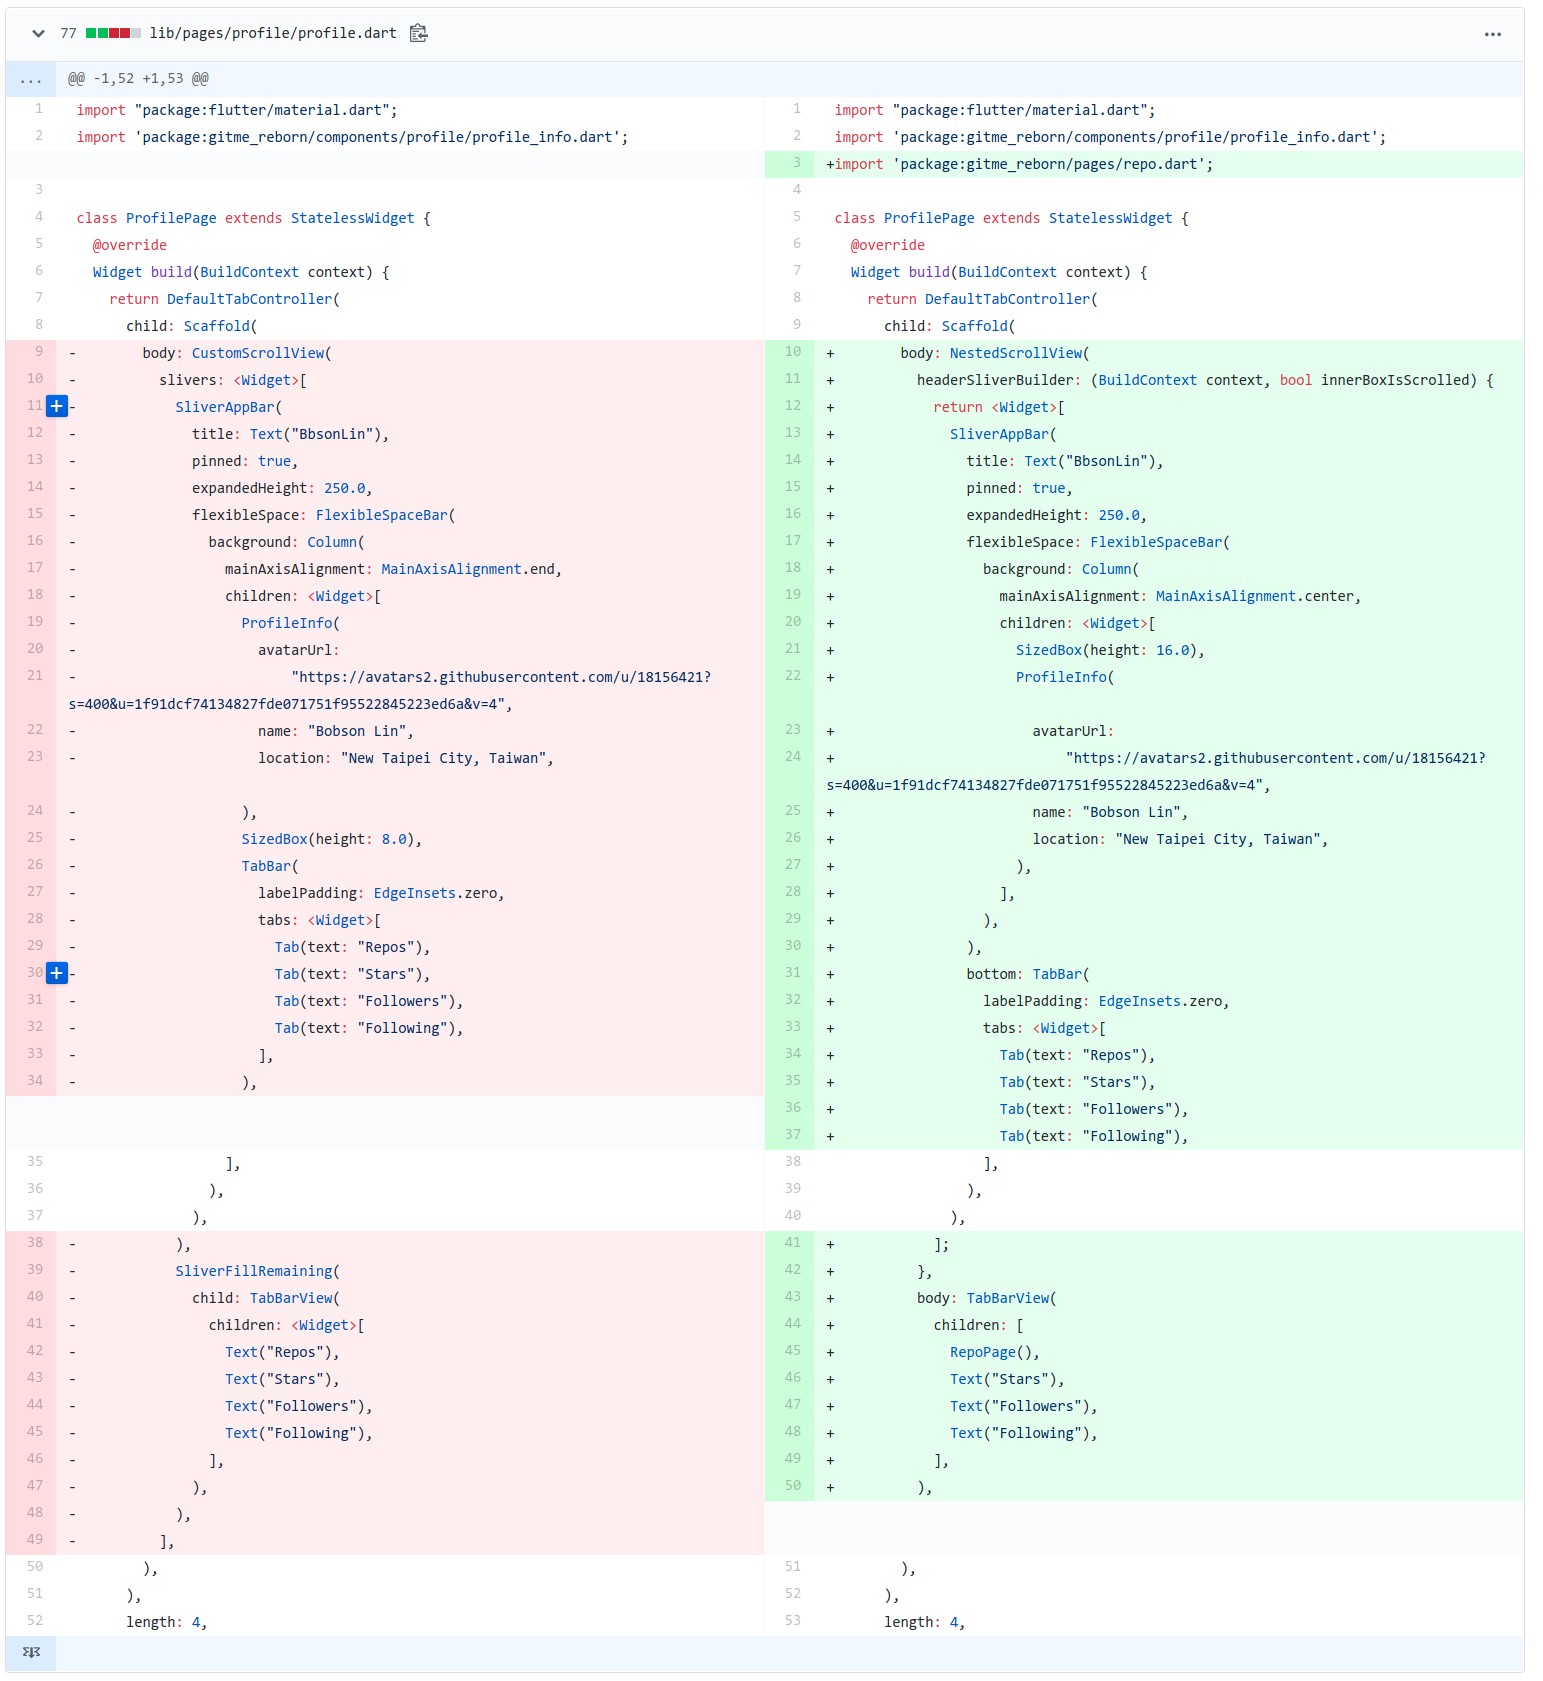 77 lib/pages/profile/profile.dart ...
... @@ -1,52 +1,53 @@
1 import "package:flutter/material.dart";
2 import 'package:gitme_reborn/components/profile/profile_info.dart';
3
4 class ProfilePage extends StatelessWidget {
5   @override
6   Widget build(BuildContext context) {
7     return DefaultTabController(
8       child: Scaffold(
9 -        body: CustomScrollView(
10 -          slivers: <Widget>[
11 + -            SliverAppBar(
12 -              title: Text("BbsonLin"),
13 -              pinned: true,
14 -              expandedHeight: 250.0,
15 -              flexibleSpace: FlexibleSpaceBar(
16 -                background: Column(
17 -                  mainAxisAlignment: MainAxisAlignment.end,
18 -                  children: <Widget>[
19 -                    ProfileInfo(
20 -                      avatarUrl:
21 -                          "https://avatars2.githubusercontent.com/u/18156421?
s=400&u=1f91dcf74134827fde071751f95522845223ed6a&v=4",
22 -                      name: "Bobson Lin",
23 -                      location: "New Taipei City, Taiwan",
24 -                    ),
25 -                    SizedBox(height: 8.0),
26 -                    TabBar(
27 -                      labelPadding: EdgeInsets.zero,
28 -                      tabs: <Widget>[
29 -                        Tab(text: "Repos"),
30 + -                        Tab(text: "Stars"),
31 -                        Tab(text: "Followers"),
32 -                        Tab(text: "Following"),
33 -                      ],
34 -                    ),
35                   ],
36                 ),
37               ),
38 -            ),
39 -            SliverFillRemaining(
40 -              child: TabBarView(
41 -                children: <Widget>[
42 -                  Text("Repos"),
43 -                  Text("Stars"),
44 -                  Text("Followers"),
45 -                  Text("Following"),
46 -                ],
47 -              ),
48 -            ),
49 -          ],
50         ),
51       ),
52       length: 4,
1 import "package:flutter/material.dart";
2 import 'package:gitme_reborn/components/profile/profile_info.dart';
3 +import 'package:gitme_reborn/pages/repo.dart';
4
5 class ProfilePage extends StatelessWidget {
6   @override
7   Widget build(BuildContext context) {
8     return DefaultTabController(
9       child: Scaffold(
10 +        body: NestedScrollView(
11 +          headerSliverBuilder: (BuildContext context, bool innerBoxIsScrolled) {
12 +            return <Widget>[
13 +              SliverAppBar(
14 +                title: Text("BbsonLin"),
15 +                pinned: true,
16 +                expandedHeight: 250.0,
17 +                flexibleSpace: FlexibleSpaceBar(
18 +                  background: Column(
19 +                    mainAxisAlignment: MainAxisAlignment.center,
20 +                    children: <Widget>[
21 +                      SizedBox(height: 16.0),
22 +                      ProfileInfo(
23 +                        avatarUrl:
24 +                            "https://avatars2.githubusercontent.com/u/18156421?
s=400&u=1f91dcf74134827fde071751f95522845223ed6a&v=4",
25 +                        name: "Bobson Lin",
26 +                        location: "New Taipei City, Taiwan",
27 +                      ),
28 +                    ],
29 +                  ),
30 +                ),
31 +                bottom: TabBar(
32 +                  labelPadding: EdgeInsets.zero,
33 +                  tabs: <Widget>[
34 +                    Tab(text: "Repos"),
35 +                    Tab(text: "Stars"),
36 +                    Tab(text: "Followers"),
37 +                    Tab(text: "Following"),
38                   ],
39                 ),
40               ),
41 +            ];
42 +          },
43 +          body: TabBarView(
44 +            children: [
45 +              RepoPage(),
46 +              Text("Stars"),
47 +              Text("Followers"),
48 +              Text("Following"),
49 +            ],
50 +          ),
51         ),
52       ),
53       length: 4,